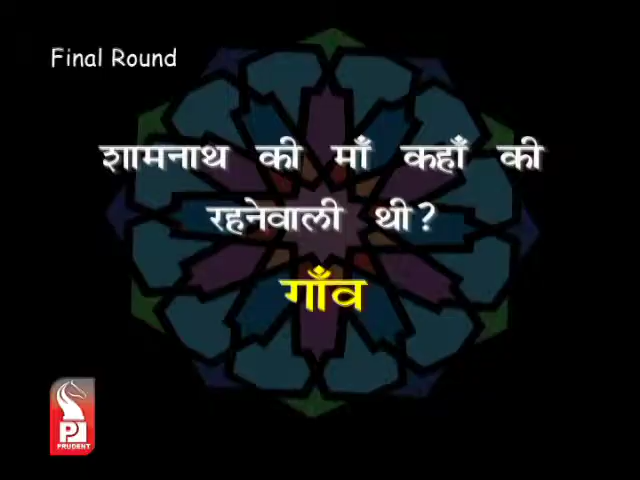 Final Round
शामनाथ की माँ कहाँ की
रहनेवाली थी?
गाँव
PRUDENT